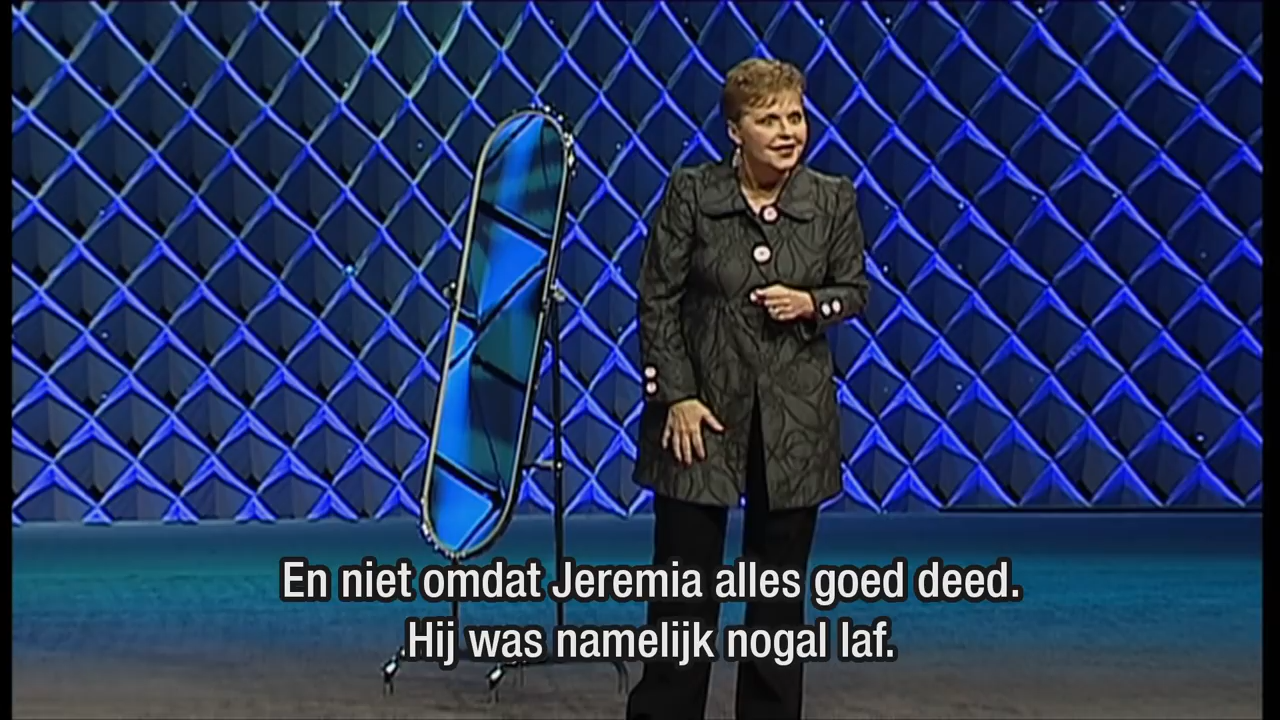 En niet omdat Jeremia alles goed deed.
Hij was namelijk nogal laf.